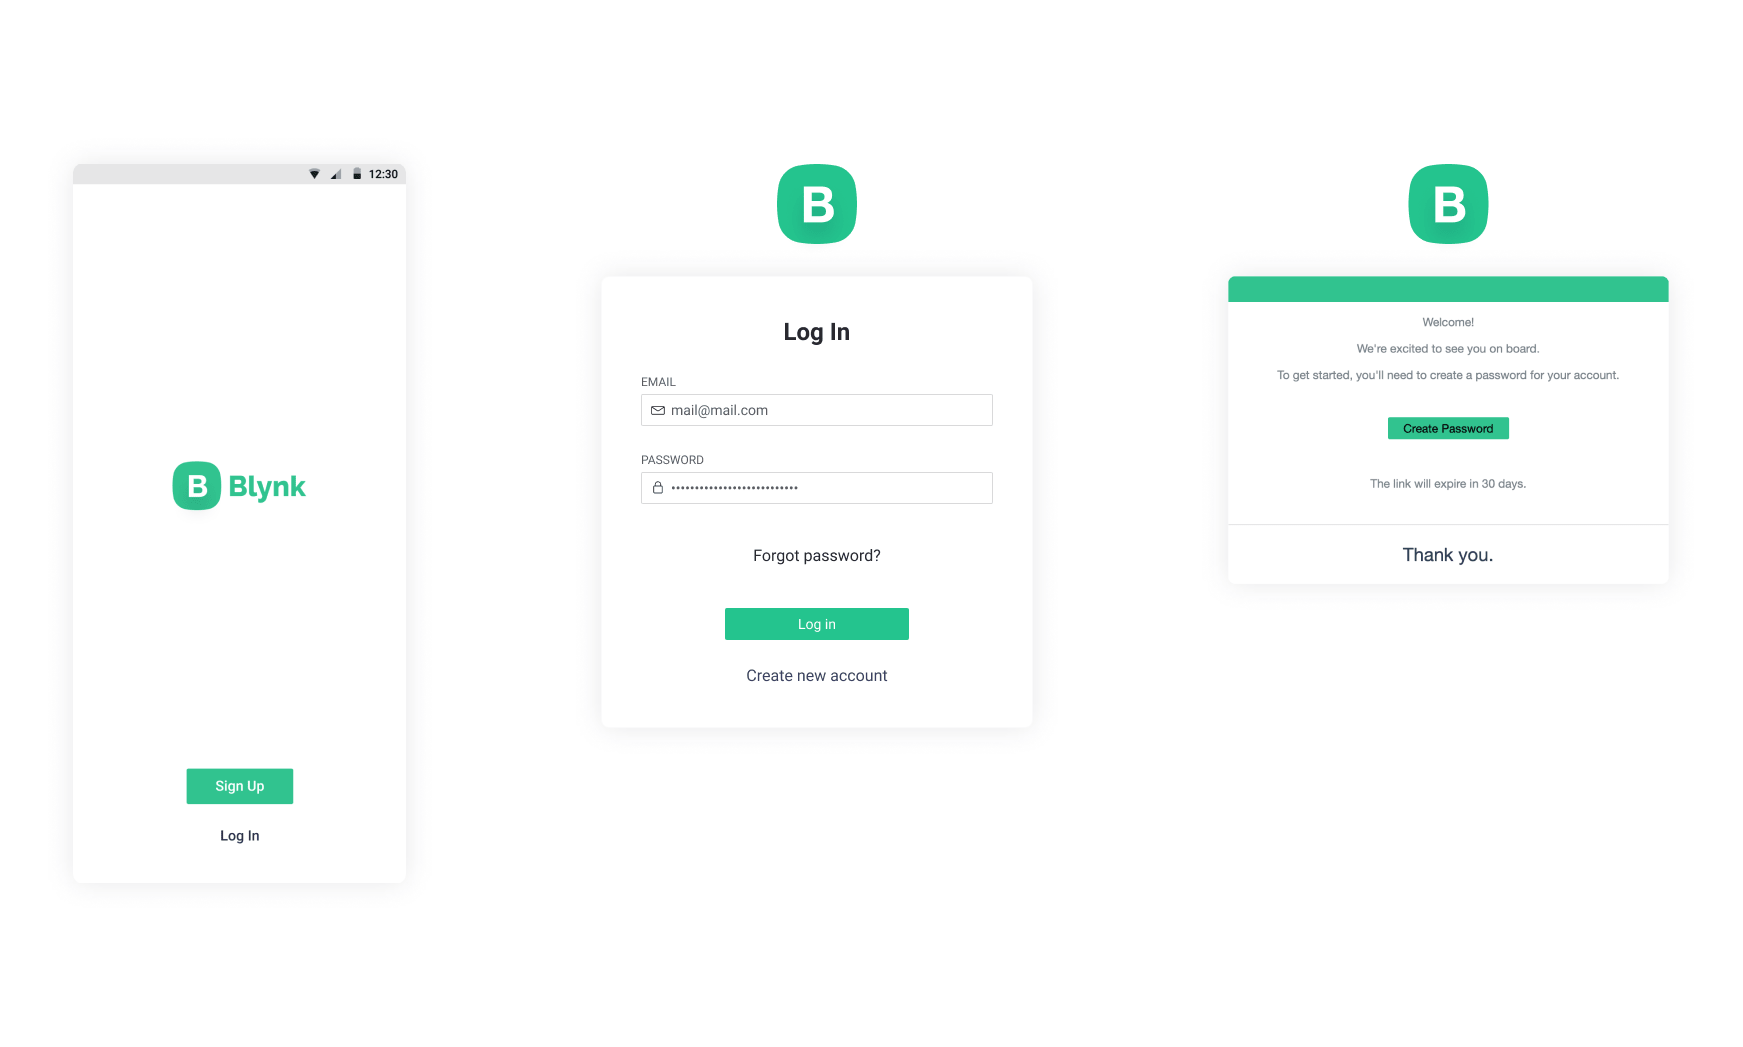 12:30
B Blynk
Sign Up
Log In
B
Log In
EMAIL
mail@mail.com
PASSWORD
Forgot password?
Log in
Create new account
B
Welcome!
We're excited to see you on board.
To get started, you'll need to create a password for your account.
Create Password
The link will expire in 30 days.
Thank you.